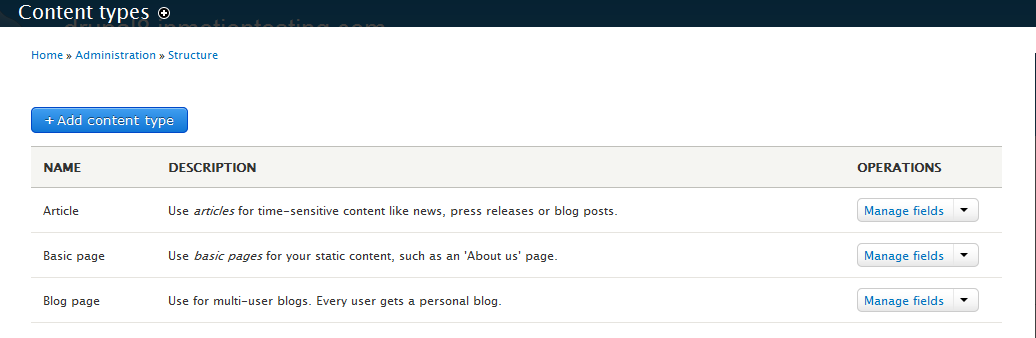 Content types
Home » Administration » Structure
+ Add content type
NAME DESCRIPTION OPERATIONS
Article Use articles for time-sensitive content like news, press releases or blog posts. Manage fields
Basic page Use basic pages for your static content, such as an 'About us' page. Manage fields
Blog page Use for multi-user blogs. Every user gets a personal blog. Manage fields